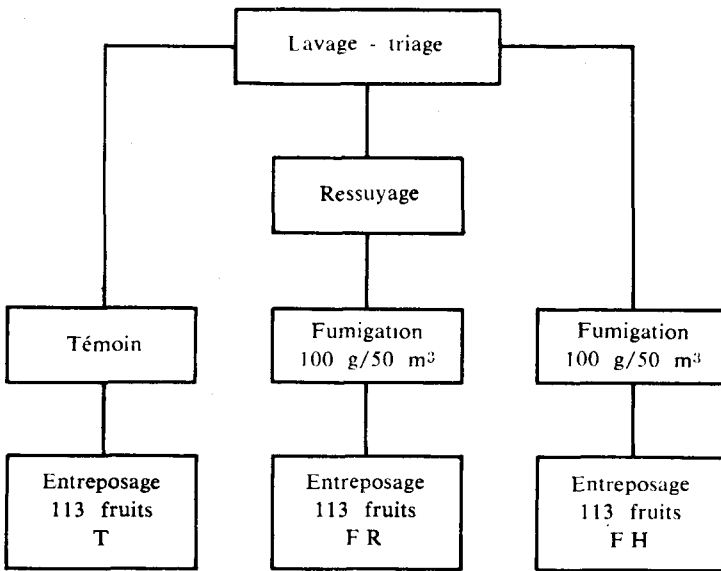 Lavage - triage
Ressuyage
Témoin
Fumigation
100 g/50 m³
Fumigation
100 g/50 m³
Entreposage
113 fruits
T
Entreposage
113 fruits
F R
Entreposage
113 fruits
F H